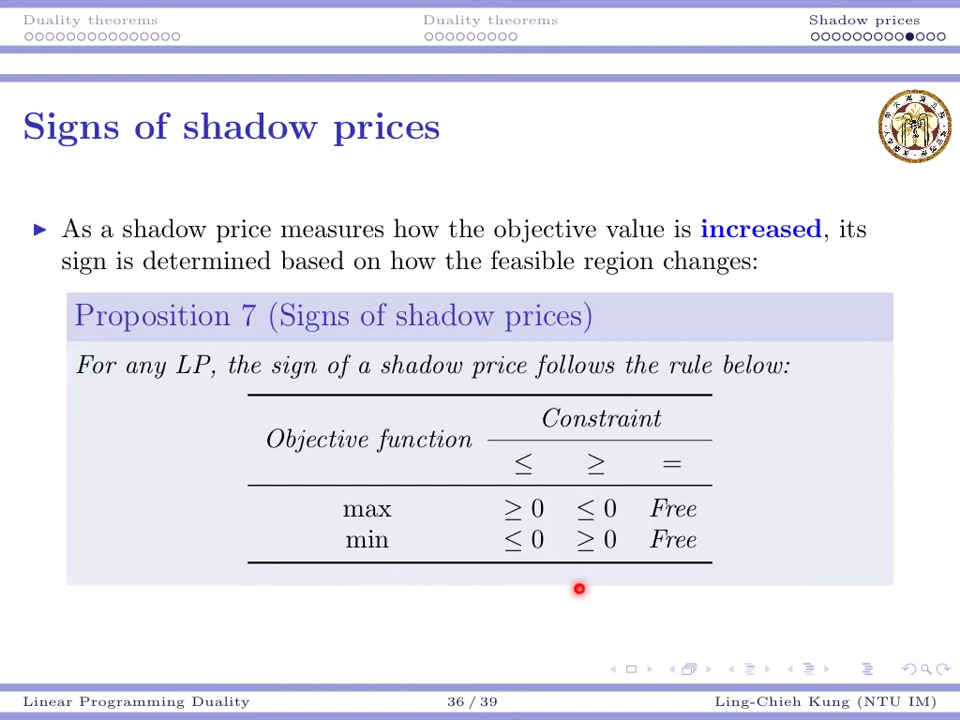 Duality theorems Duality theorems Shadow prices
Signs of shadow prices
▶ As a shadow price measures how the objective value is increased, its
sign is determined based on how the feasible region changes:
Proposition 7 (Signs of shadow prices)
For any LP, the sign of a shadow price follows the rule below:
Constraint
Objective function
≤ ≥ =
max ≥ 0 ≤ 0 Free
min ≤ 0 ≥ 0 Free
Linear Programming Duality 36 / 39 Ling-Chieh Kung (NTU IM)